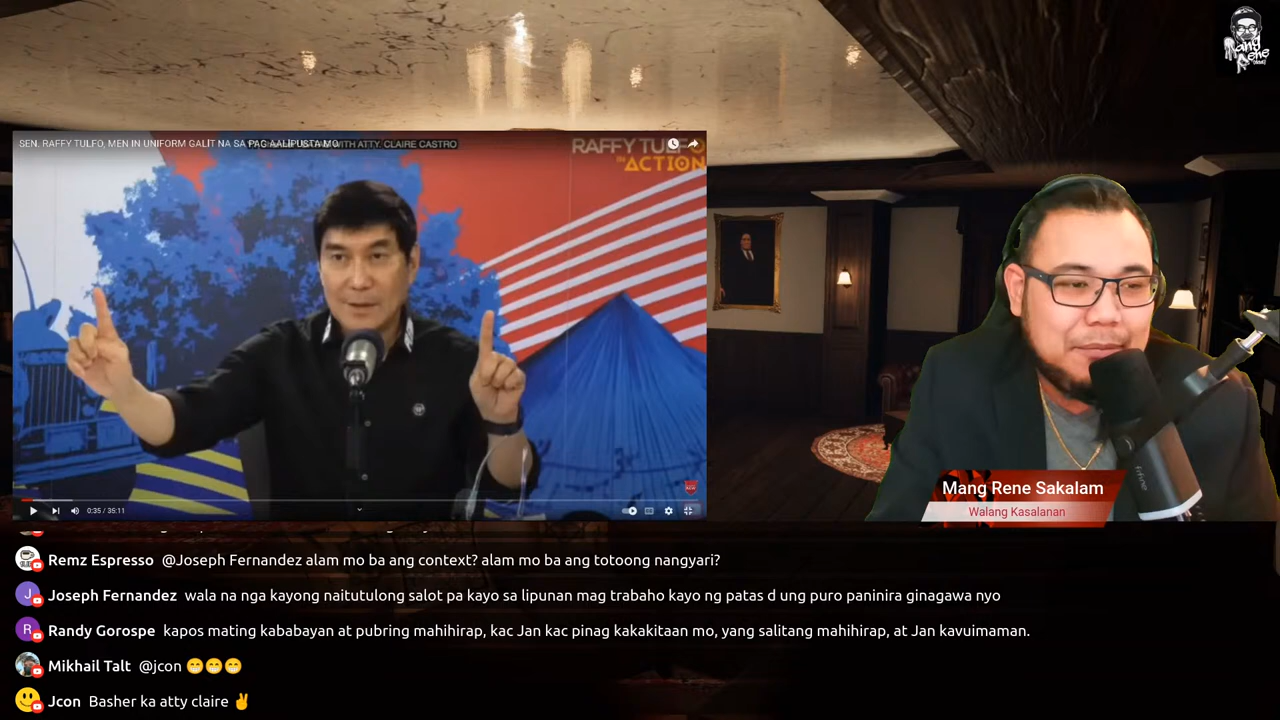 SEN. RAFFY TULFO, MEN IN UNIFORM GALIT NA SA PAG AALIPUSTA MO
WITH ATTY. CLAIRE CASTRO
RAFFY TULFO
IN ACTION
Mang Rene
0:35 / 35:11
Mang Rene Sakalam
Walang Kasalanan
Remz Espresso @Joseph Fernandez alam mo ba ang context? alam mo ba ang totoong nangyari?
J Joseph Fernandez wala na nga kayong naitutulong salot pa kayo sa lipunan mag trabaho kayo ng patas d ung puro paninira ginagawa nyo
R Randy Gorospe kapos mating kababayan at pubring mahihirap, kac Jan kac pinag kakakitaan mo, yang salitang mahihirap, at Jan kavuimaman.
Mikhail Talt @jcon 😁😁😁
Jcon Basher ka atty claire ✌️